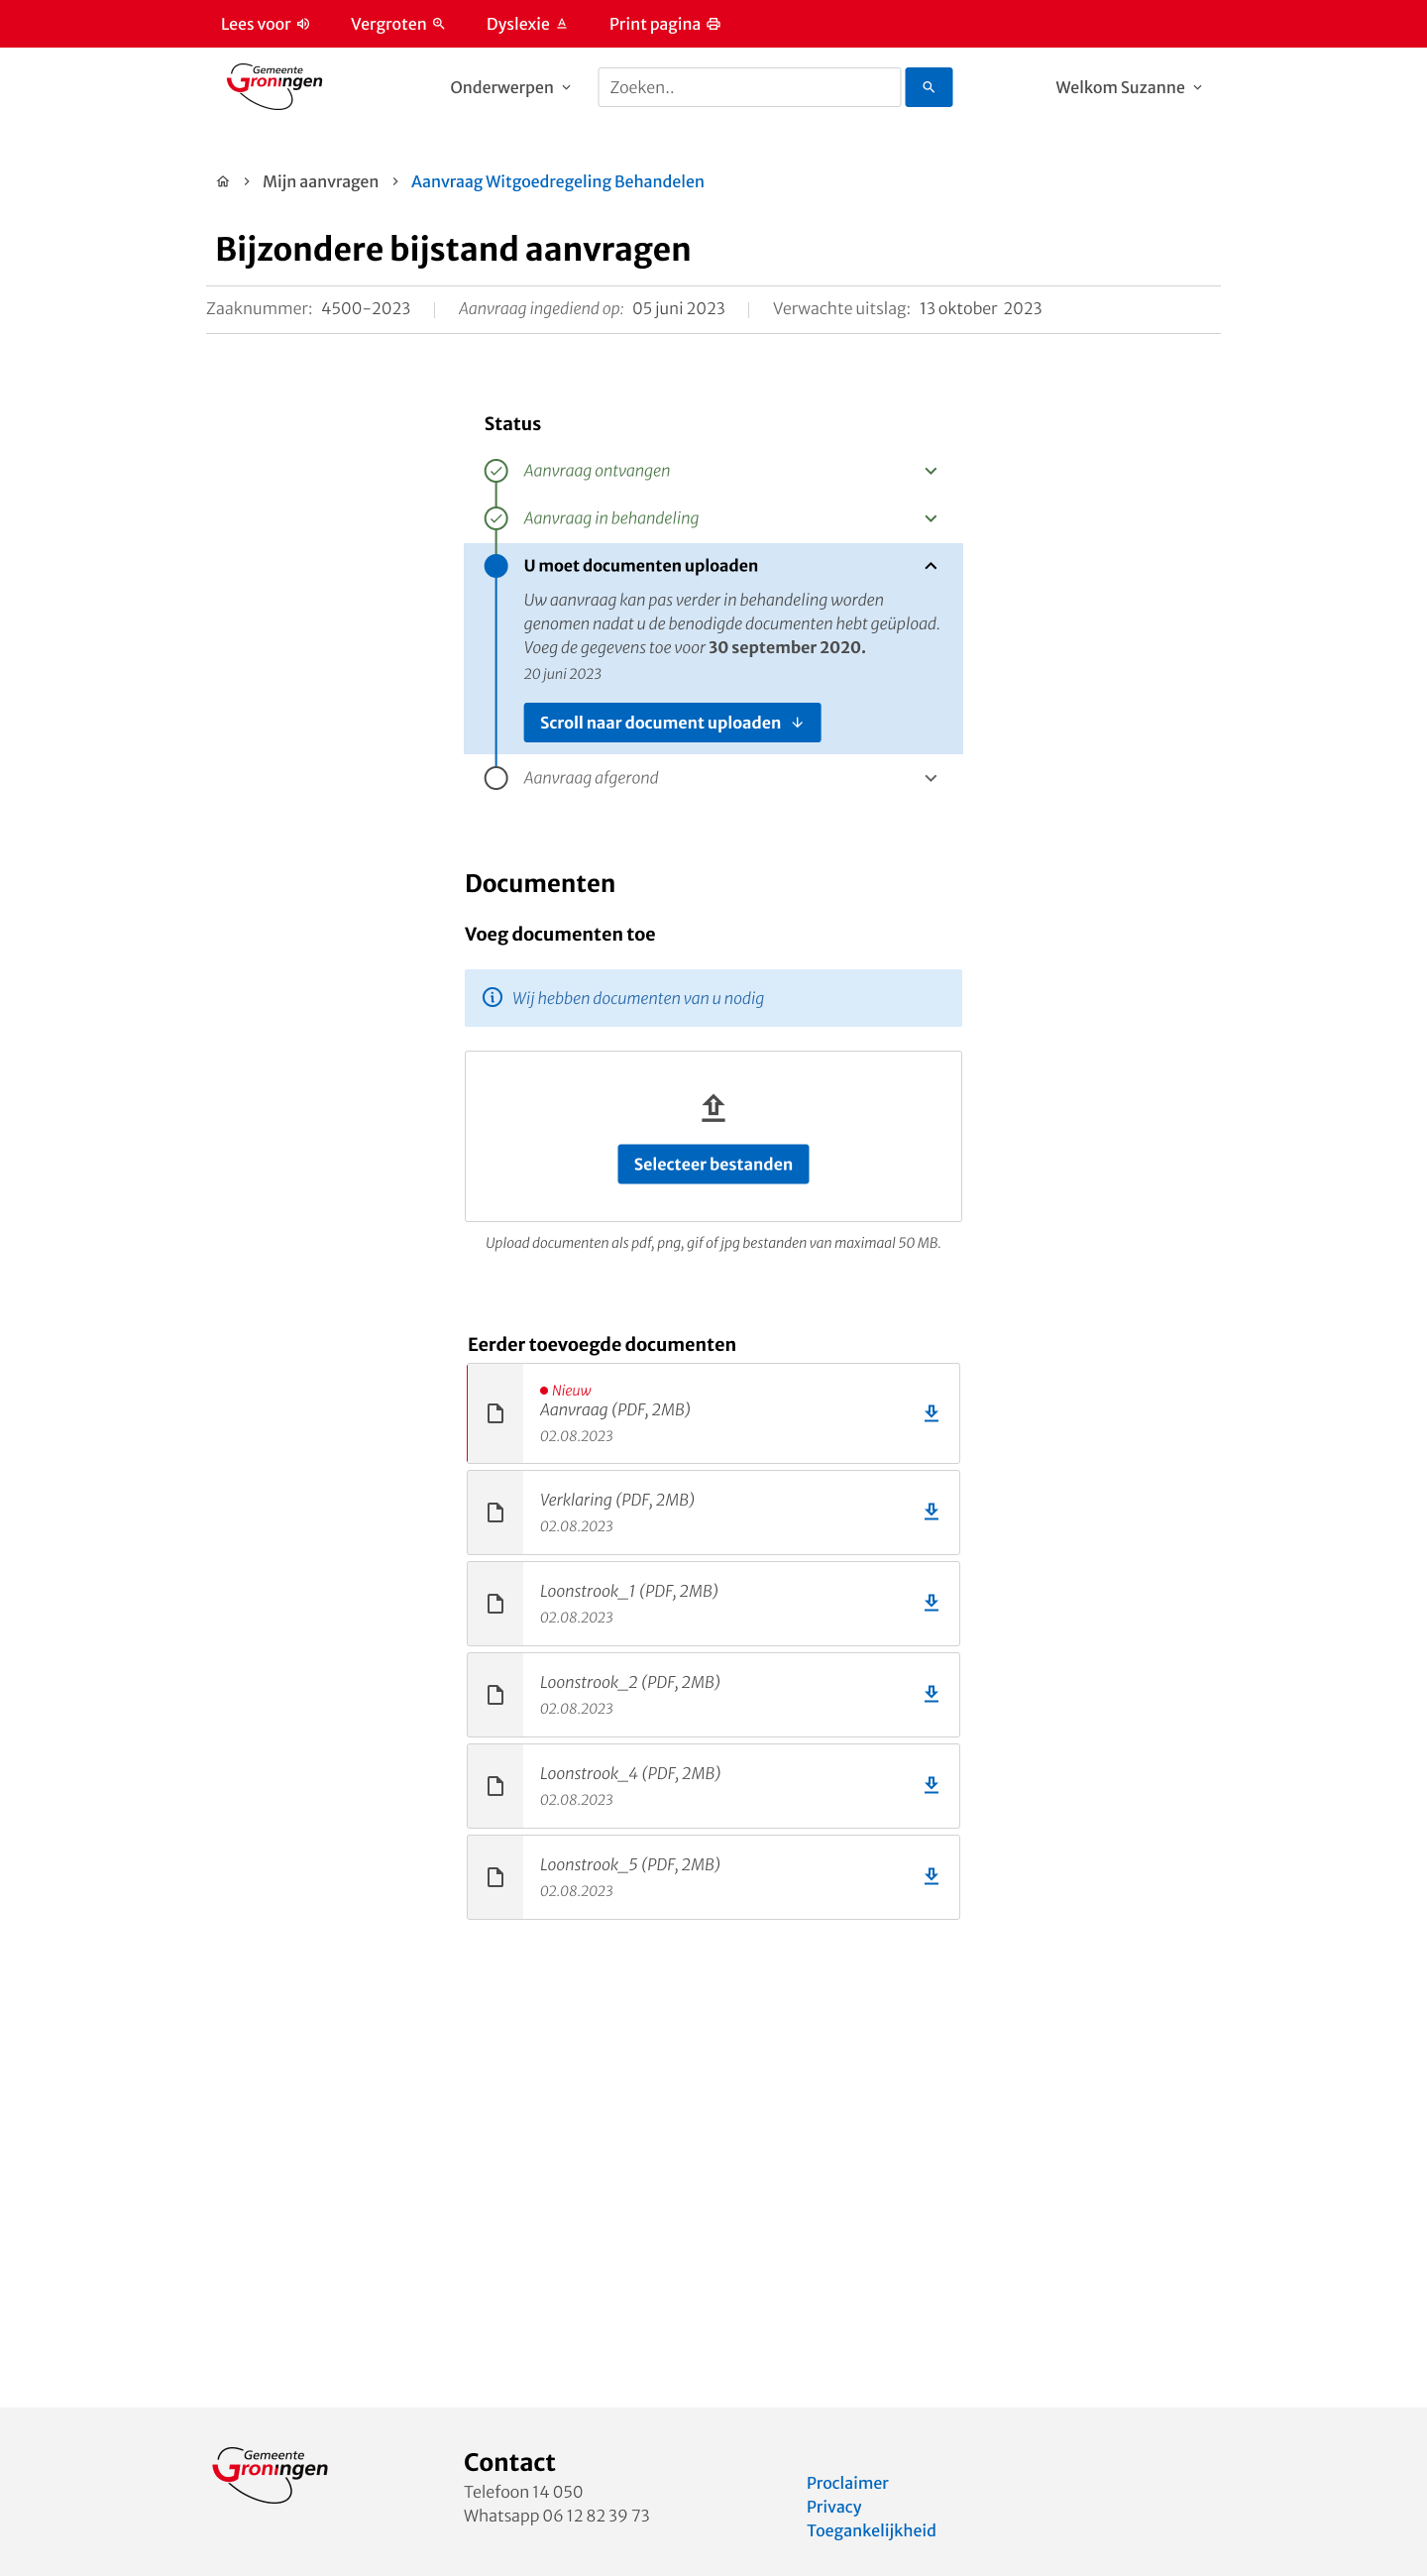 Lees voor Vergroten Dyslexie Print pagina
Gemeente
Groningen
Onderwerpen Zoeken.. Welkom Suzanne
Mijn aanvragen Aanvraag Witgoedregeling Behandelen
Bijzondere bijstand aanvragen
Zaaknummer: 4500-2023 Aanvraag ingediend op: 05 juni 2023 Verwachte uitslag: 13 oktober 2023
Status
Aanvraag ontvangen
Aanvraag in behandeling
U moet documenten uploaden
Uw aanvraag kan pas verder in behandeling worden
genomen nadat u de benodigde documenten hebt geüpload.
Voeg de gegevens toe voor 30 september 2020.
20 juni 2023
Scroll naar document uploaden
Aanvraag afgerond
Documenten
Voeg documenten toe
Wij hebben documenten van u nodig
Selecteer bestanden
Upload documenten als pdf, png, gif of jpg bestanden van maximaal 50 MB.
Eerder toevoegde documenten
Nieuw
Aanvraag (PDF, 2MB)
02.08.2023
Verklaring (PDF, 2MB)
02.08.2023
Loonstrook_1 (PDF, 2MB)
02.08.2023
Loonstrook_2 (PDF, 2MB)
02.08.2023
Loonstrook_4 (PDF, 2MB)
02.08.2023
Loonstrook_5 (PDF, 2MB)
02.08.2023
Gemeente
Groningen
Contact
Telefoon 14 050
Whatsapp 06 12 82 39 73
Proclaimer
Privacy
Toegankelijkheid